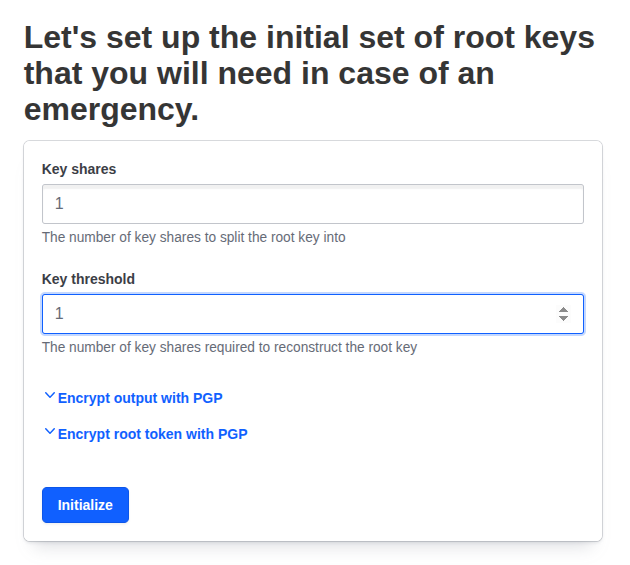 Let's set up the initial set of root keys
that you will need in case of an
emergency.
Key shares
1
The number of key shares to split the root key into
Key threshold
1
The number of key shares required to reconstruct the root key
Encrypt output with PGP
Encrypt root token with PGP
Initialize